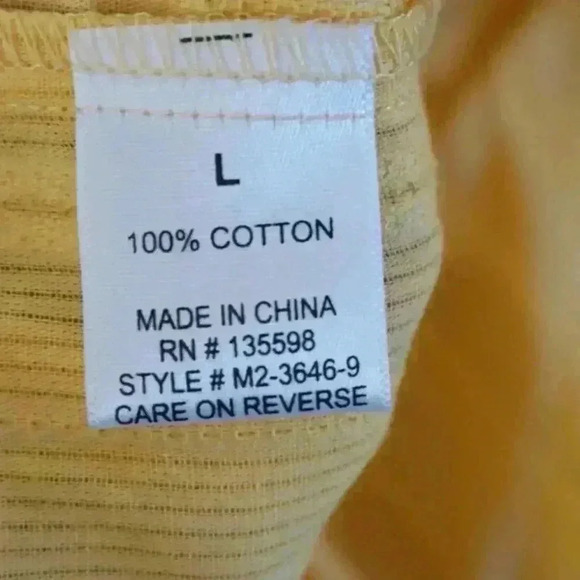 L
100% COTTON
MADE IN CHINA
RN # 135598
STYLE # M2-3646-9
CARE ON REVERSE